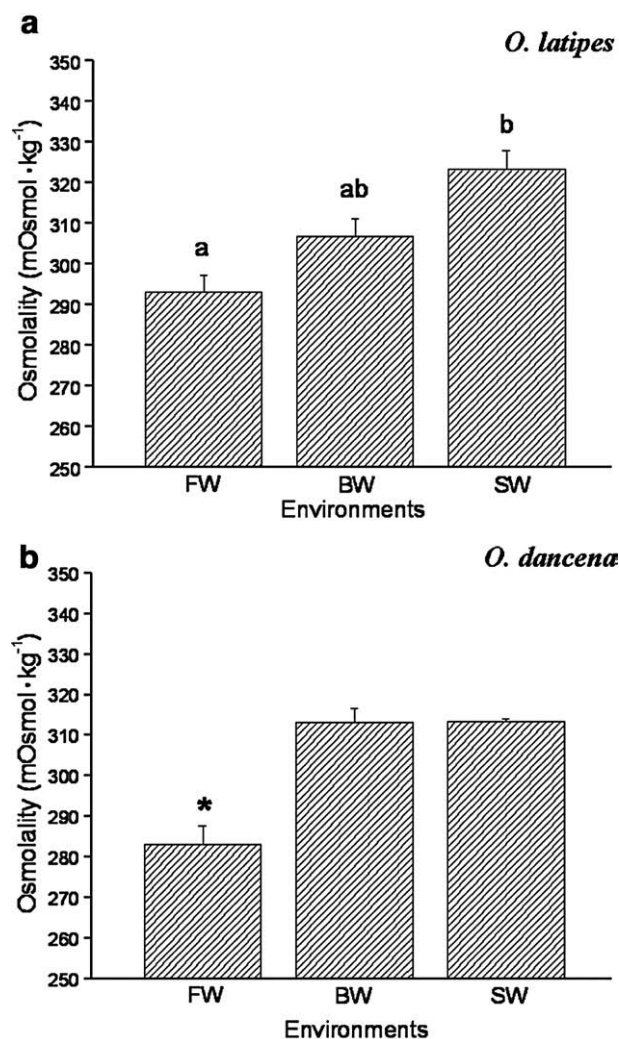 a
O. latipes
Osmolality (mOsmol·kg⁻¹)
350
340
330
320
310
300
290
280
270
260
250
a
ab
b
FW BW SW
Environments
b
O. dancena
Osmolality (mOsmol·kg⁻¹)
350
340
330
320
310
300
290
280
270
260
250
*
FW BW SW
Environments